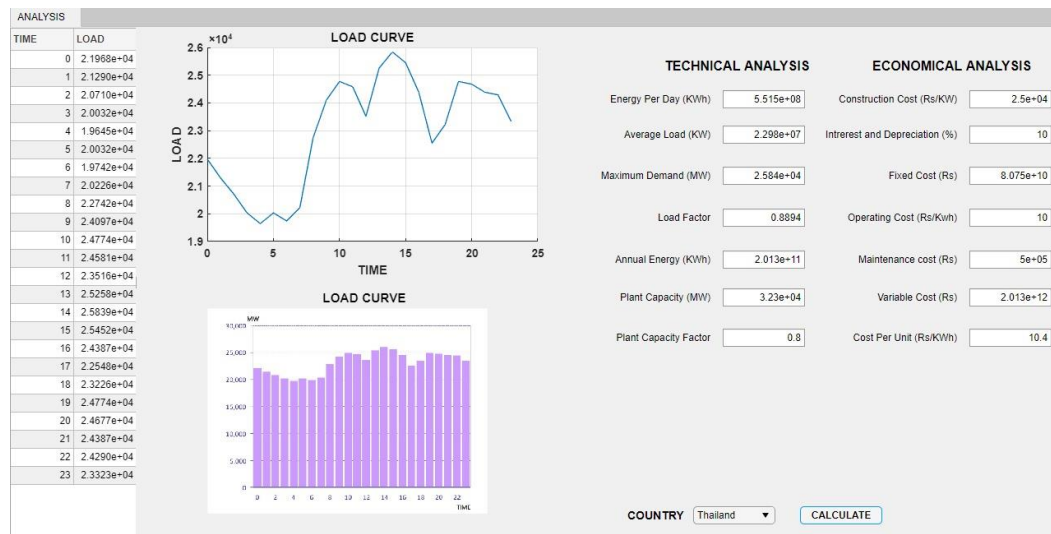 ANALYSIS
TIME LOAD
0 2.1968e+04
1 2.1290e+04
2 2.0710e+04
3 2.0032e+04
4 1.9645e+04
5 2.0032e+04
6 1.9742e+04
7 2.0226e+04
8 2.2742e+04
9 2.4097e+04
10 2.4774e+04
11 2.4581e+04
12 2.3516e+04
13 2.5258e+04
14 2.5839e+04
15 2.5452e+04
16 2.4387e+04
17 2.2548e+04
18 2.3226e+04
19 2.4774e+04
20 2.4677e+04
21 2.4387e+04
22 2.4290e+04
23 2.3323e+04
LOAD CURVE
×10⁴
2.6
2.5
2.4
2.3
2.2
2.1
2
1.9
LOAD
0 5 10 15 20 25
TIME
LOAD CURVE
MW
30,000
25,000
20,000
15,000
10,000
5,000
0
0 2 4 6 8 10 12 14 16 18 20 22
TIME
TECHNICAL ANALYSIS
Energy Per Day (KWh) 5.515e+08
Average Load (KW) 2.298e+07
Maximum Demand (MW) 2.584e+04
Load Factor 0.8894
Annual Energy (KWh) 2.013e+11
Plant Capacity (MW) 3.23e+04
Plant Capacity Factor 0.8
ECONOMICAL ANALYSIS
Construction Cost (Rs/KW) 2.5e+04
Intrerest and Depreciation (%) 10
Fixed Cost (Rs) 8.075e+10
Operating Cost (Rs/Kwh) 10
Maintenance cost (Rs) 5e+05
Variable Cost (Rs) 2.013e+12
Cost Per Unit (Rs/KWh) 10.4
COUNTRY Thailand CALCULATE